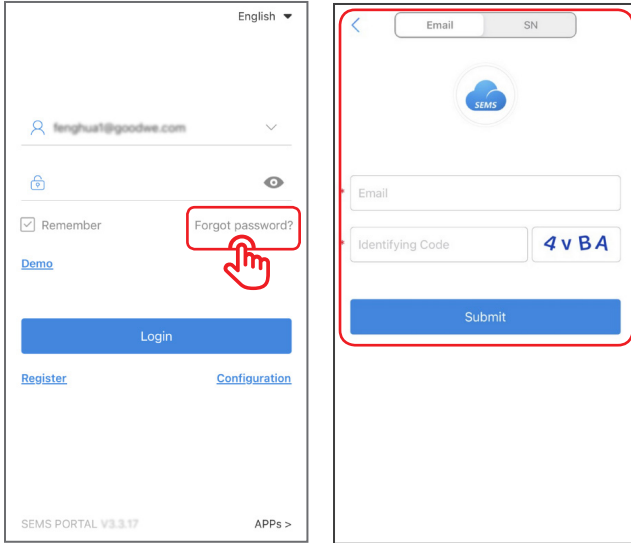 English
fenghua1@goodwe.com
Remember
Forgot password?
Demo
Login
Register
Configuration
SEMS PORTAL V3.3.17
APPs >
Email
SN
SEMS
* Email
* Identifying Code
4vBA
Submit